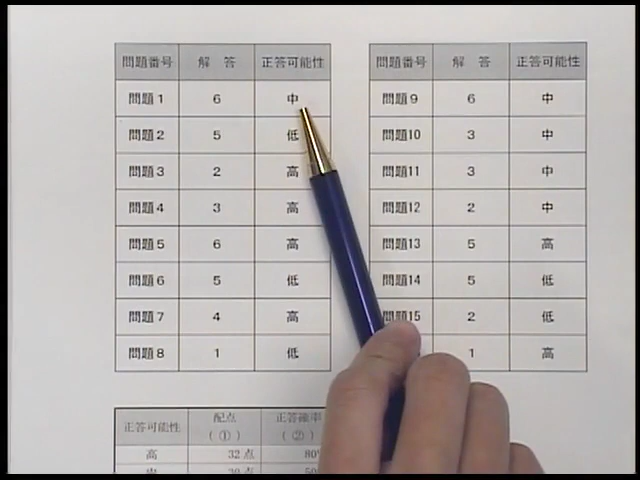 問題番号 解 答 正答可能性
問題1 6 中
問題2 5 低
問題3 2 高
問題4 3 高
問題5 6 高
問題6 5 低
問題7 4 高
問題8 1 低
問題番号 解 答 正答可能性
問題9 6 中
問題10 3 中
問題11 3 中
問題12 2 中
問題13 5 高
問題14 5 低
問題15 2 低
1 高
正答可能性 配点(①) 正答確率(②)
高 32点 80%